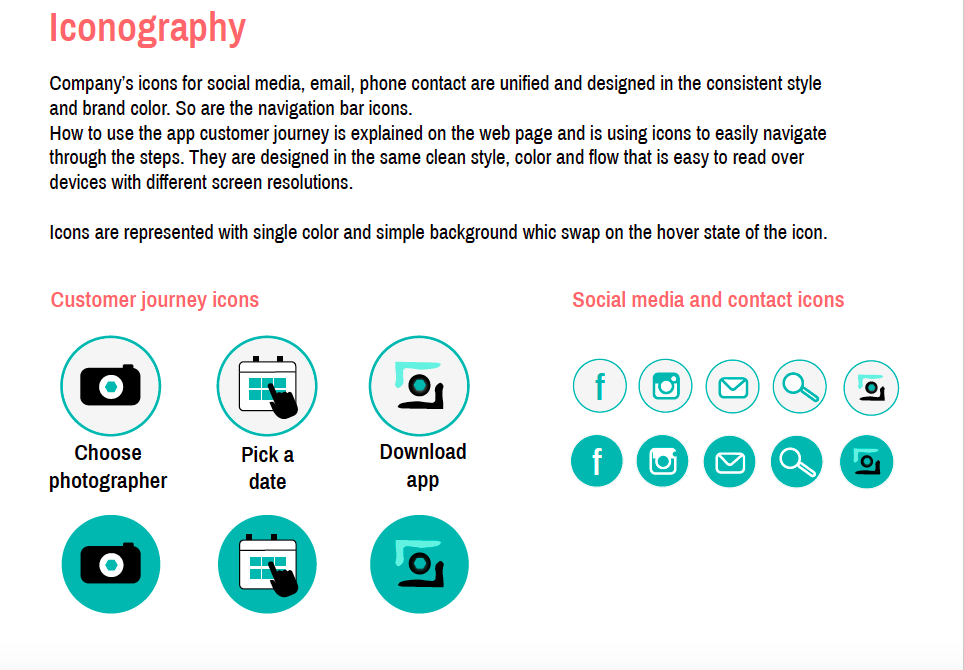 Iconography
Company’s icons for social media, email, phone contact are unified and designed in the consistent style
and brand color. So are the navigation bar icons.
How to use the app customer journey is explained on the web page and is using icons to easily navigate
through the steps. They are designed in the same clean style, color and flow that is easy to read over
devices with different screen resolutions.
Icons are represented with single color and simple background whic swap on the hover state of the icon.
Customer journey icons
Social media and contact icons
f
Choose
photographer
Pick a
date
Download
app
f